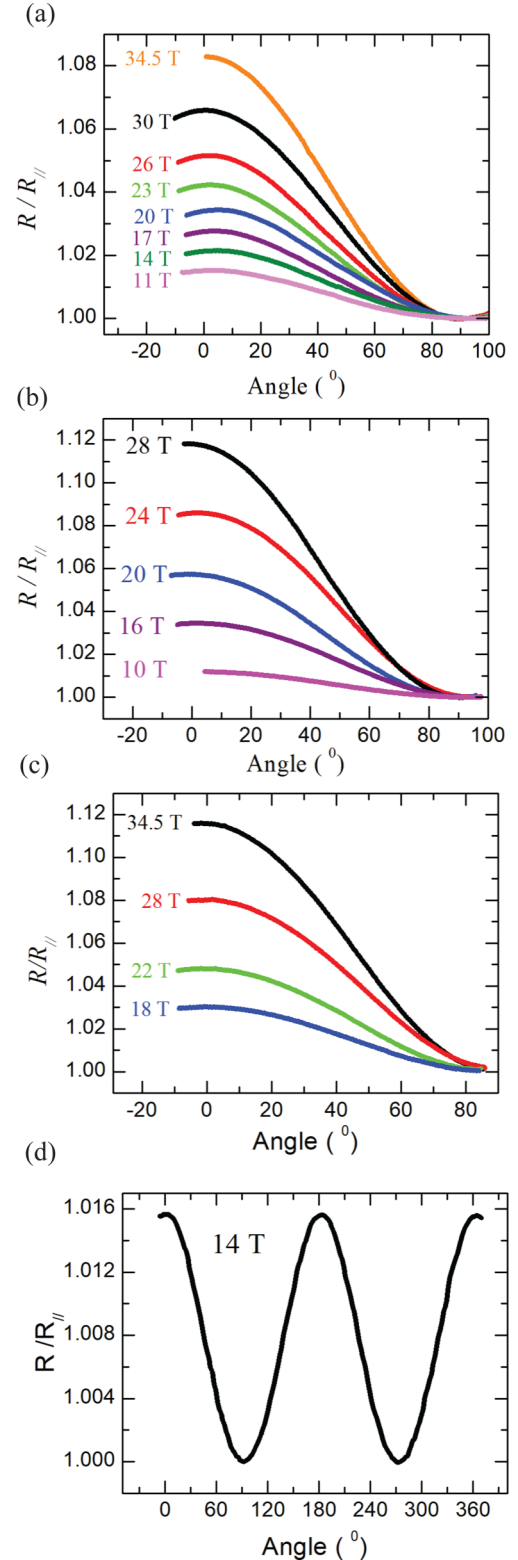 (a)
1.08
1.06
1.04
1.02
1.00
34.5 T
30 T
26 T
23 T
20 T
17 T
14 T
11 T
R / R//
-20 0 20 40 60 80 100
Angle ( 0)
(b)
1.12
1.10
1.08
1.06
1.04
1.02
1.00
28 T
24 T
20 T
16 T
10 T
R / R//
-20 0 20 40 60 80 100
Angle ( 0)
(c)
1.12
1.10
1.08
1.06
1.04
1.02
1.00
34.5 T
28 T
22 T
18 T
R/R//
-20 0 20 40 60 80
Angle ( 0)
(d)
1.016
1.012
1.008
1.004
1.000
14 T
R /R//
0 60 120 180 240 300 360
Angle ( 0)